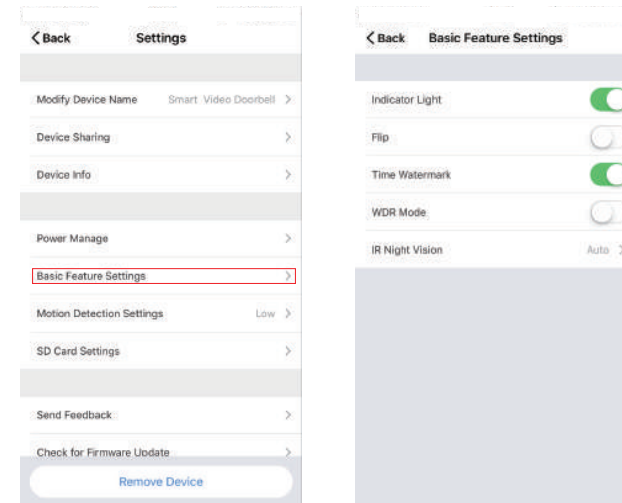 Back Settings
Modify Device Name Smart Video Doorbell
Device Sharing
Device Info
Power Manage
Basic Feature Settings
Motion Detection Settings Low
SD Card Settings
Send Feedback
Check for Firmware Update
Remove Device
Back Basic Feature Settings
Indicator Light
Flip
Time Watermark
WDR Mode
IR Night Vision Auto